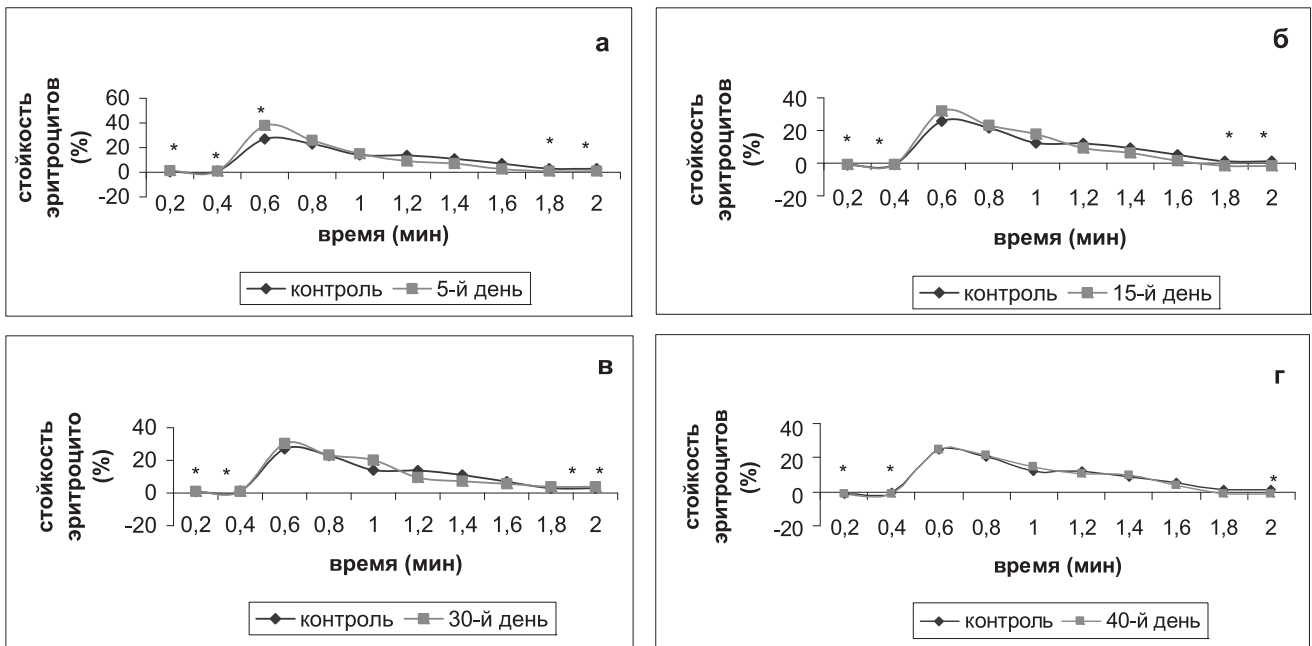 а
стойкость
эритроцитов
(%)
60
40
20
0
-20
* * * * *
0,2 0,4 0,6 0,8 1 1,2 1,4 1,6 1,8 2
время (мин)
контроль 5-й день
б
стойкость
эритроцитов
(%)
40
20
0
-20
* * * *
0,2 0,4 0,6 0,8 1 1,2 1,4 1,6 1,8 2
время (мин)
контроль 15-й день
в
стойкость
эритроцито
(%)
40
20
0
-20
* * * *
0,2 0,4 0,6 0,8 1 1,2 1,4 1,6 1,8 2
время (мин)
контроль 30-й день
г
стойкость
эритроцитов
(%)
40
20
0
-20
* * *
0,2 0,4 0,6 0,8 1 1,2 1,4 1,6 1,8 2
время (мин)
контроль 40-й день